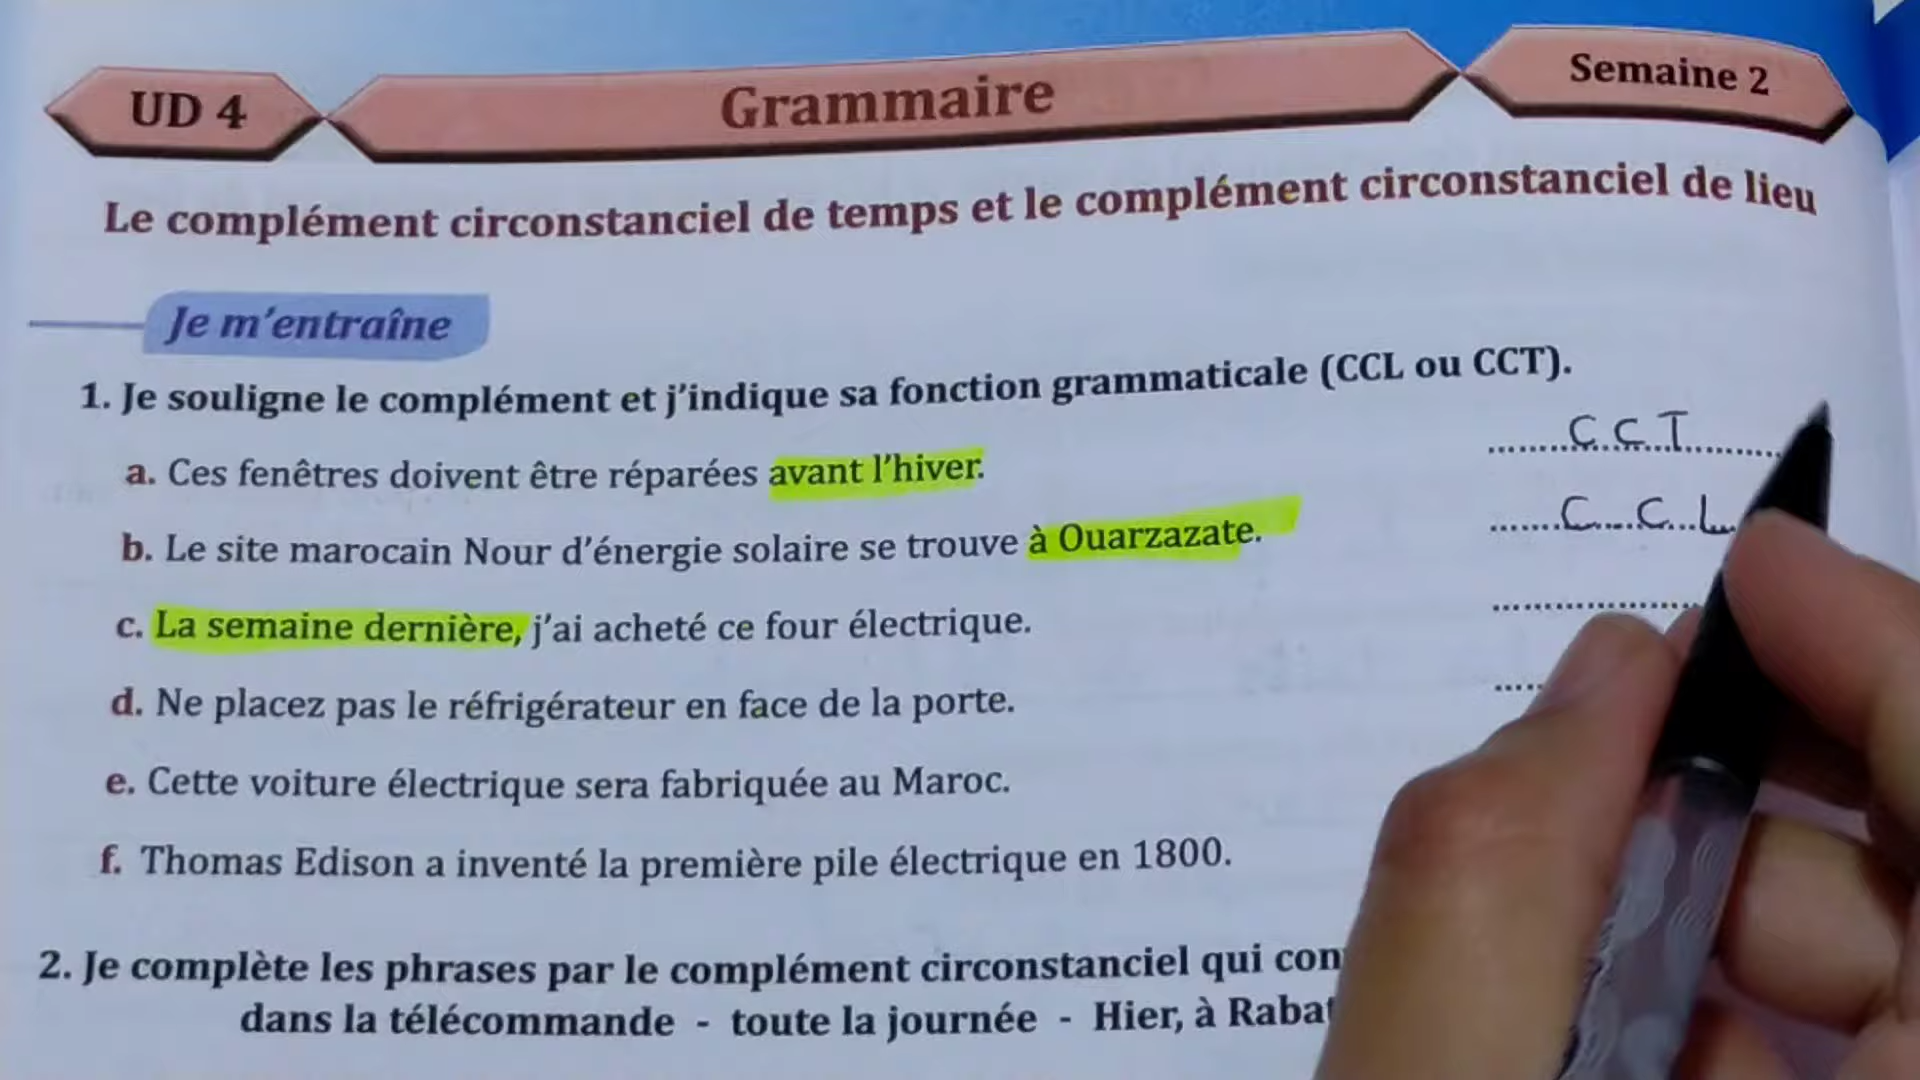 UD 4
Grammaire
Semaine 2
Le complément circonstanciel de temps et le complément circonstanciel de lieu
Je m'entraîne
1. Je souligne le complément et j'indique sa fonction grammaticale (CCL ou CCT).
a. Ces fenêtres doivent être réparées avant l'hiver. ........C.C.T..........
b. Le site marocain Nour d'énergie solaire se trouve à Ouarzazate. .......C....C...L...
c. La semaine dernière, j'ai acheté ce four électrique. ....................
d. Ne placez pas le réfrigérateur en face de la porte. .....
e. Cette voiture électrique sera fabriquée au Maroc.
f. Thomas Edison a inventé la première pile électrique en 1800.
2. Je complète les phrases par le complément circonstanciel qui
dans la télécommande - toute la journée - Hier, à